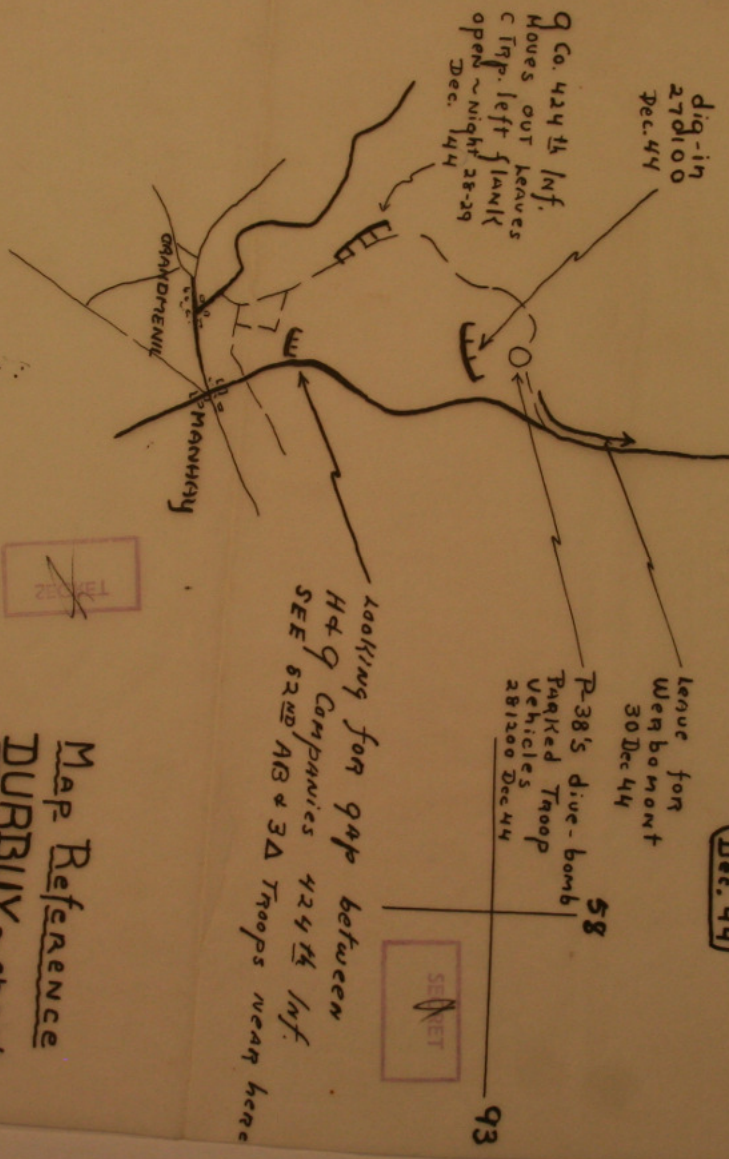 Dec. 44
dig-in
270100
Dec. 44
G Co. 424th Inf.
Moves out Leaves
C Trp. left flank
open ~ Night 28-29
Dec. 44
Leave for
Werbomont
30 Dec 44
P-38's dive-bomb
Parked Troop
Vehicles
281200 Dec 44
58
93
GRANDMENIL
MANHAY
Looking for gap between
H & G Companies 424th Inf.
SEE 82ND AB & 3Δ Troops near here
SECRET
SECRET
Map Reference
DURBUY